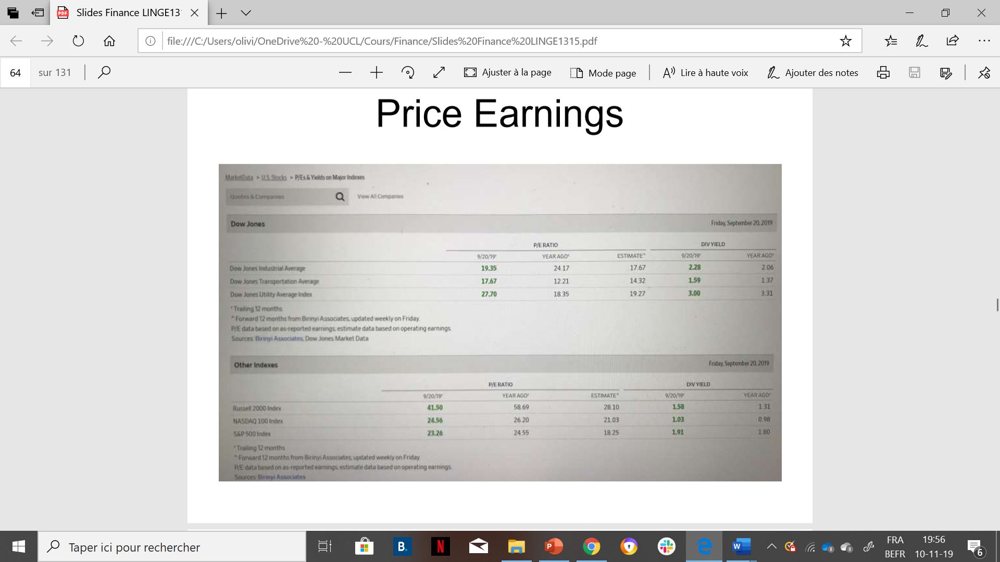 Slides Finance LINGE13
file:///C:/Users/olivi/OneDrive%20-%20UCL/Cours/Finance/Slides%20Finance%20LINGE1315.pdf
64 sur 131 Ajuster à la page Mode page Lire à haute voix Ajouter des notes
Price Earnings
MarketData > U.S. Stocks > P/Es & Yields on Major Indexes
Quotes & Companies View All Companies
Dow Jones Friday, September 20, 2019
P/E RATIO DIV YIELD
9/20/19' YEAR AGO' ESTIMATE^ 9/20/19' YEAR AGO'
Dow Jones Industrial Average 19.35 24.17 17.67 2.28 2.06
Dow Jones Transportation Average 17.67 12.21 14.32 1.59 1.37
Dow Jones Utility Average Index 27.70 18.35 19.27 3.00 3.31
' Trailing 12 months
^ Forward 12 months from Birinyi Associates, updated weekly on Friday.
P/E data based on as-reported earnings, estimate data based on operating earnings.
Sources: Birinyi Associates, Dow Jones Market Data
Other Indexes Friday, September 20, 2019
P/E RATIO DIV YIELD
9/20/19' YEAR AGO' ESTIMATE^ 9/20/19' YEAR AGO'
Russell 2000 Index 41.50 58.69 28.10 1.58 1.31
NASDAQ 100 Index 24.56 26.20 21.03 1.03 0.98
S&P 500 Index 23.26 24.55 18.25 1.91 1.80
' Trailing 12 months
^ Forward 12 months from Birinyi Associates, updated weekly on Friday.
P/E data based on as-reported earnings, estimate data based on operating earnings.
Sources: Birinyi Associates
Taper ici pour rechercher
FRA 19:56
BEFR 10-11-19
6